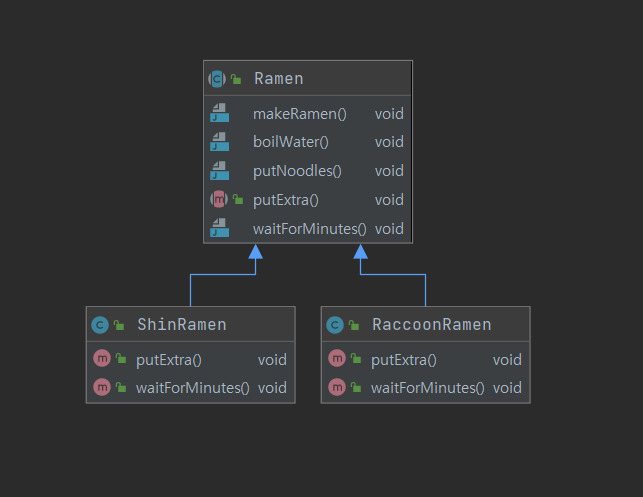 Ramen
makeRamen() void
boilWater() void
putNoodles() void
putExtra() void
waitForMinutes() void
ShinRamen
putExtra() void
waitForMinutes() void
RaccoonRamen
putExtra() void
waitForMinutes() void